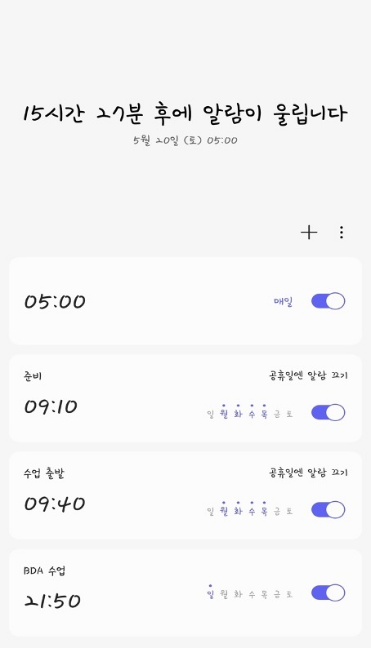 15시간 27분 후에 알람이 울립니다
5월 20일 (토) 05:00
05:00
매일
준비
공휴일엔 알람 끄기
09:10
일 월 화 수 목 금 토
수업 출발
공휴일엔 알람 끄기
09:40
일 월 화 수 목 금 토
BDA 수업
21:50
일 월 화 수 목 금 토